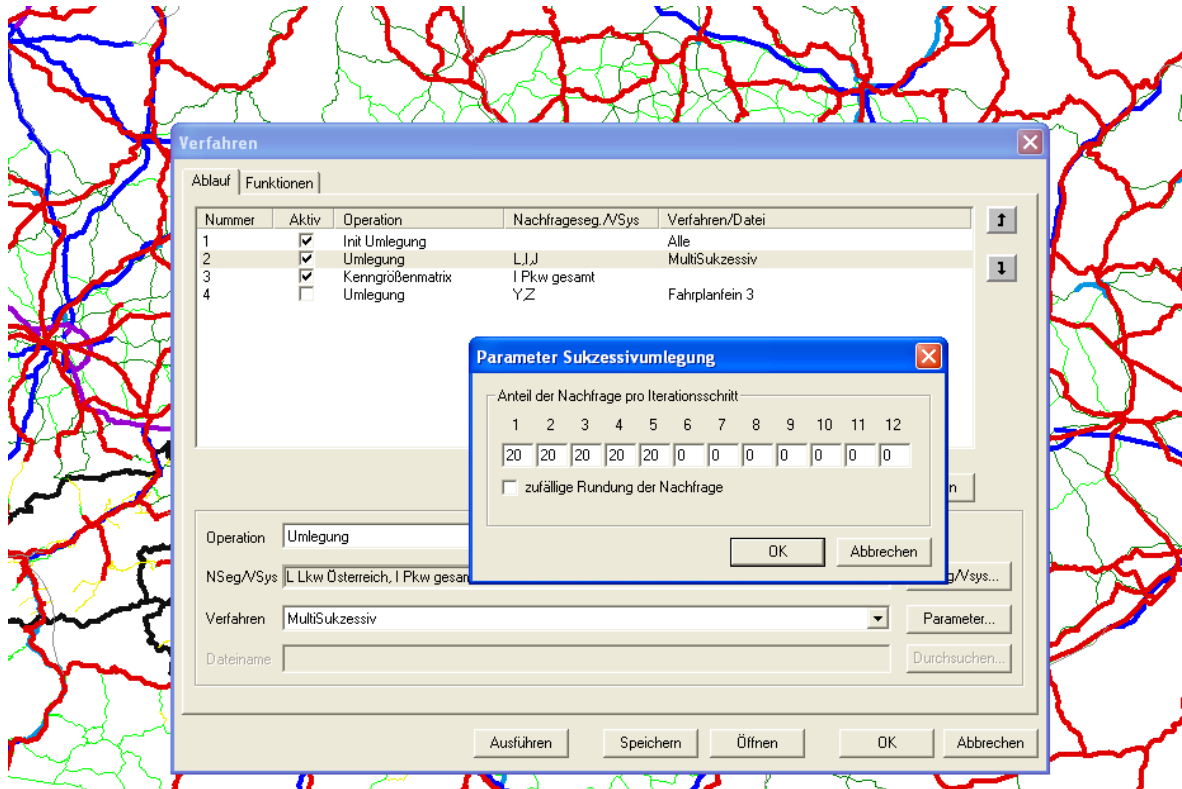 Verfahren
Ablauf Funktionen
Nummer Aktiv Operation Nachfrageseg./VSys Verfahren/Datei
1 Init Umlegung Alle
2 Umlegung L,I,J MultiSukzessiv
3 Kenngrößenmatrix I Pkw gesamt
4 Umlegung Y,Z Fahrplanfein 3
Parameter Sukzessivumlegung
Anteil der Nachfrage pro Iterationsschritt
1 2 3 4 5 6 7 8 9 10 11 12
20 20 20 20 20 0 0 0 0 0 0 0
zufällige Rundung der Nachfrage
OK Abbrechen
Operation Umlegung
NSeg/VSys L Lkw Österreich, I Pkw gesam
g/Vsys...
Verfahren MultiSukzessiv Parameter...
Dateiname Durchsuchen...
Ausführen Speichern Öffnen OK Abbrechen